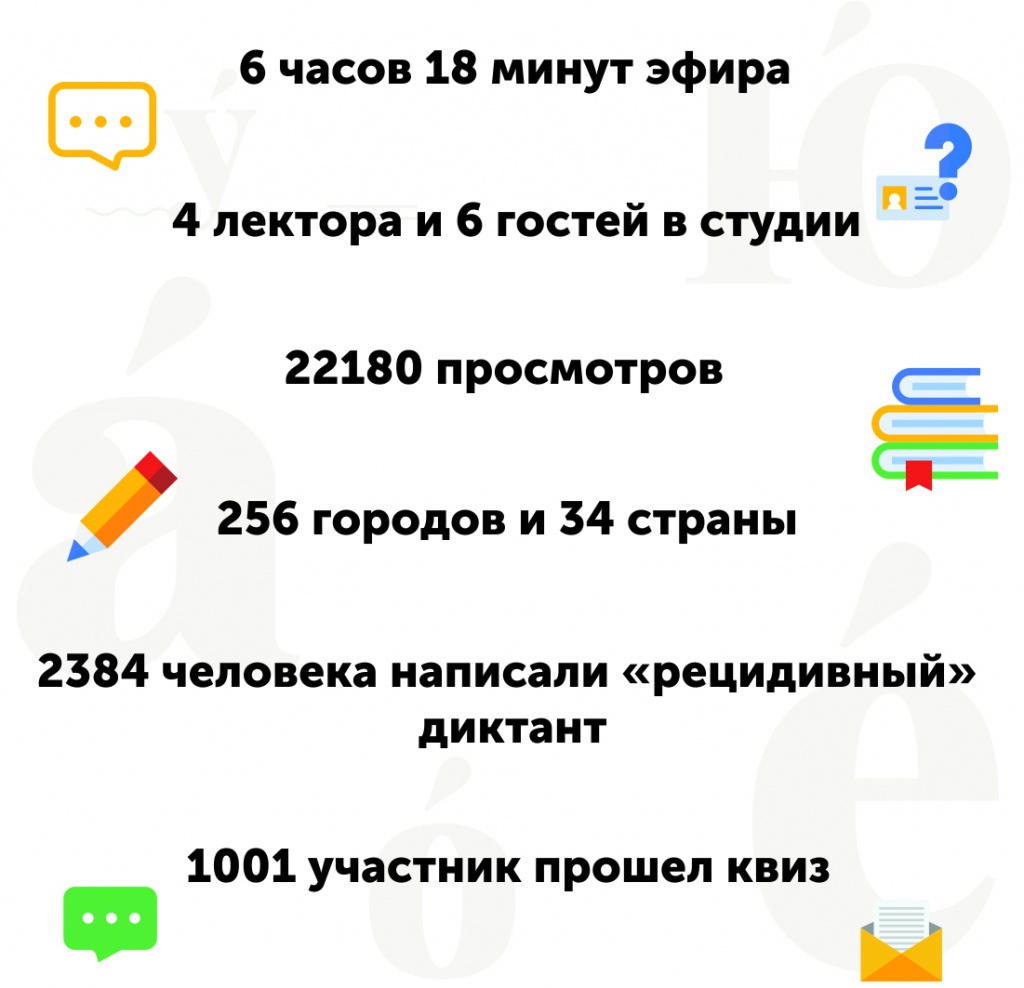 6 часов 18 минут эфира
4 лектора и 6 гостей в студии
22180 просмотров
256 городов и 34 страны
2384 человека написали «рецидивный»
диктант
1001 участник прошел квиз